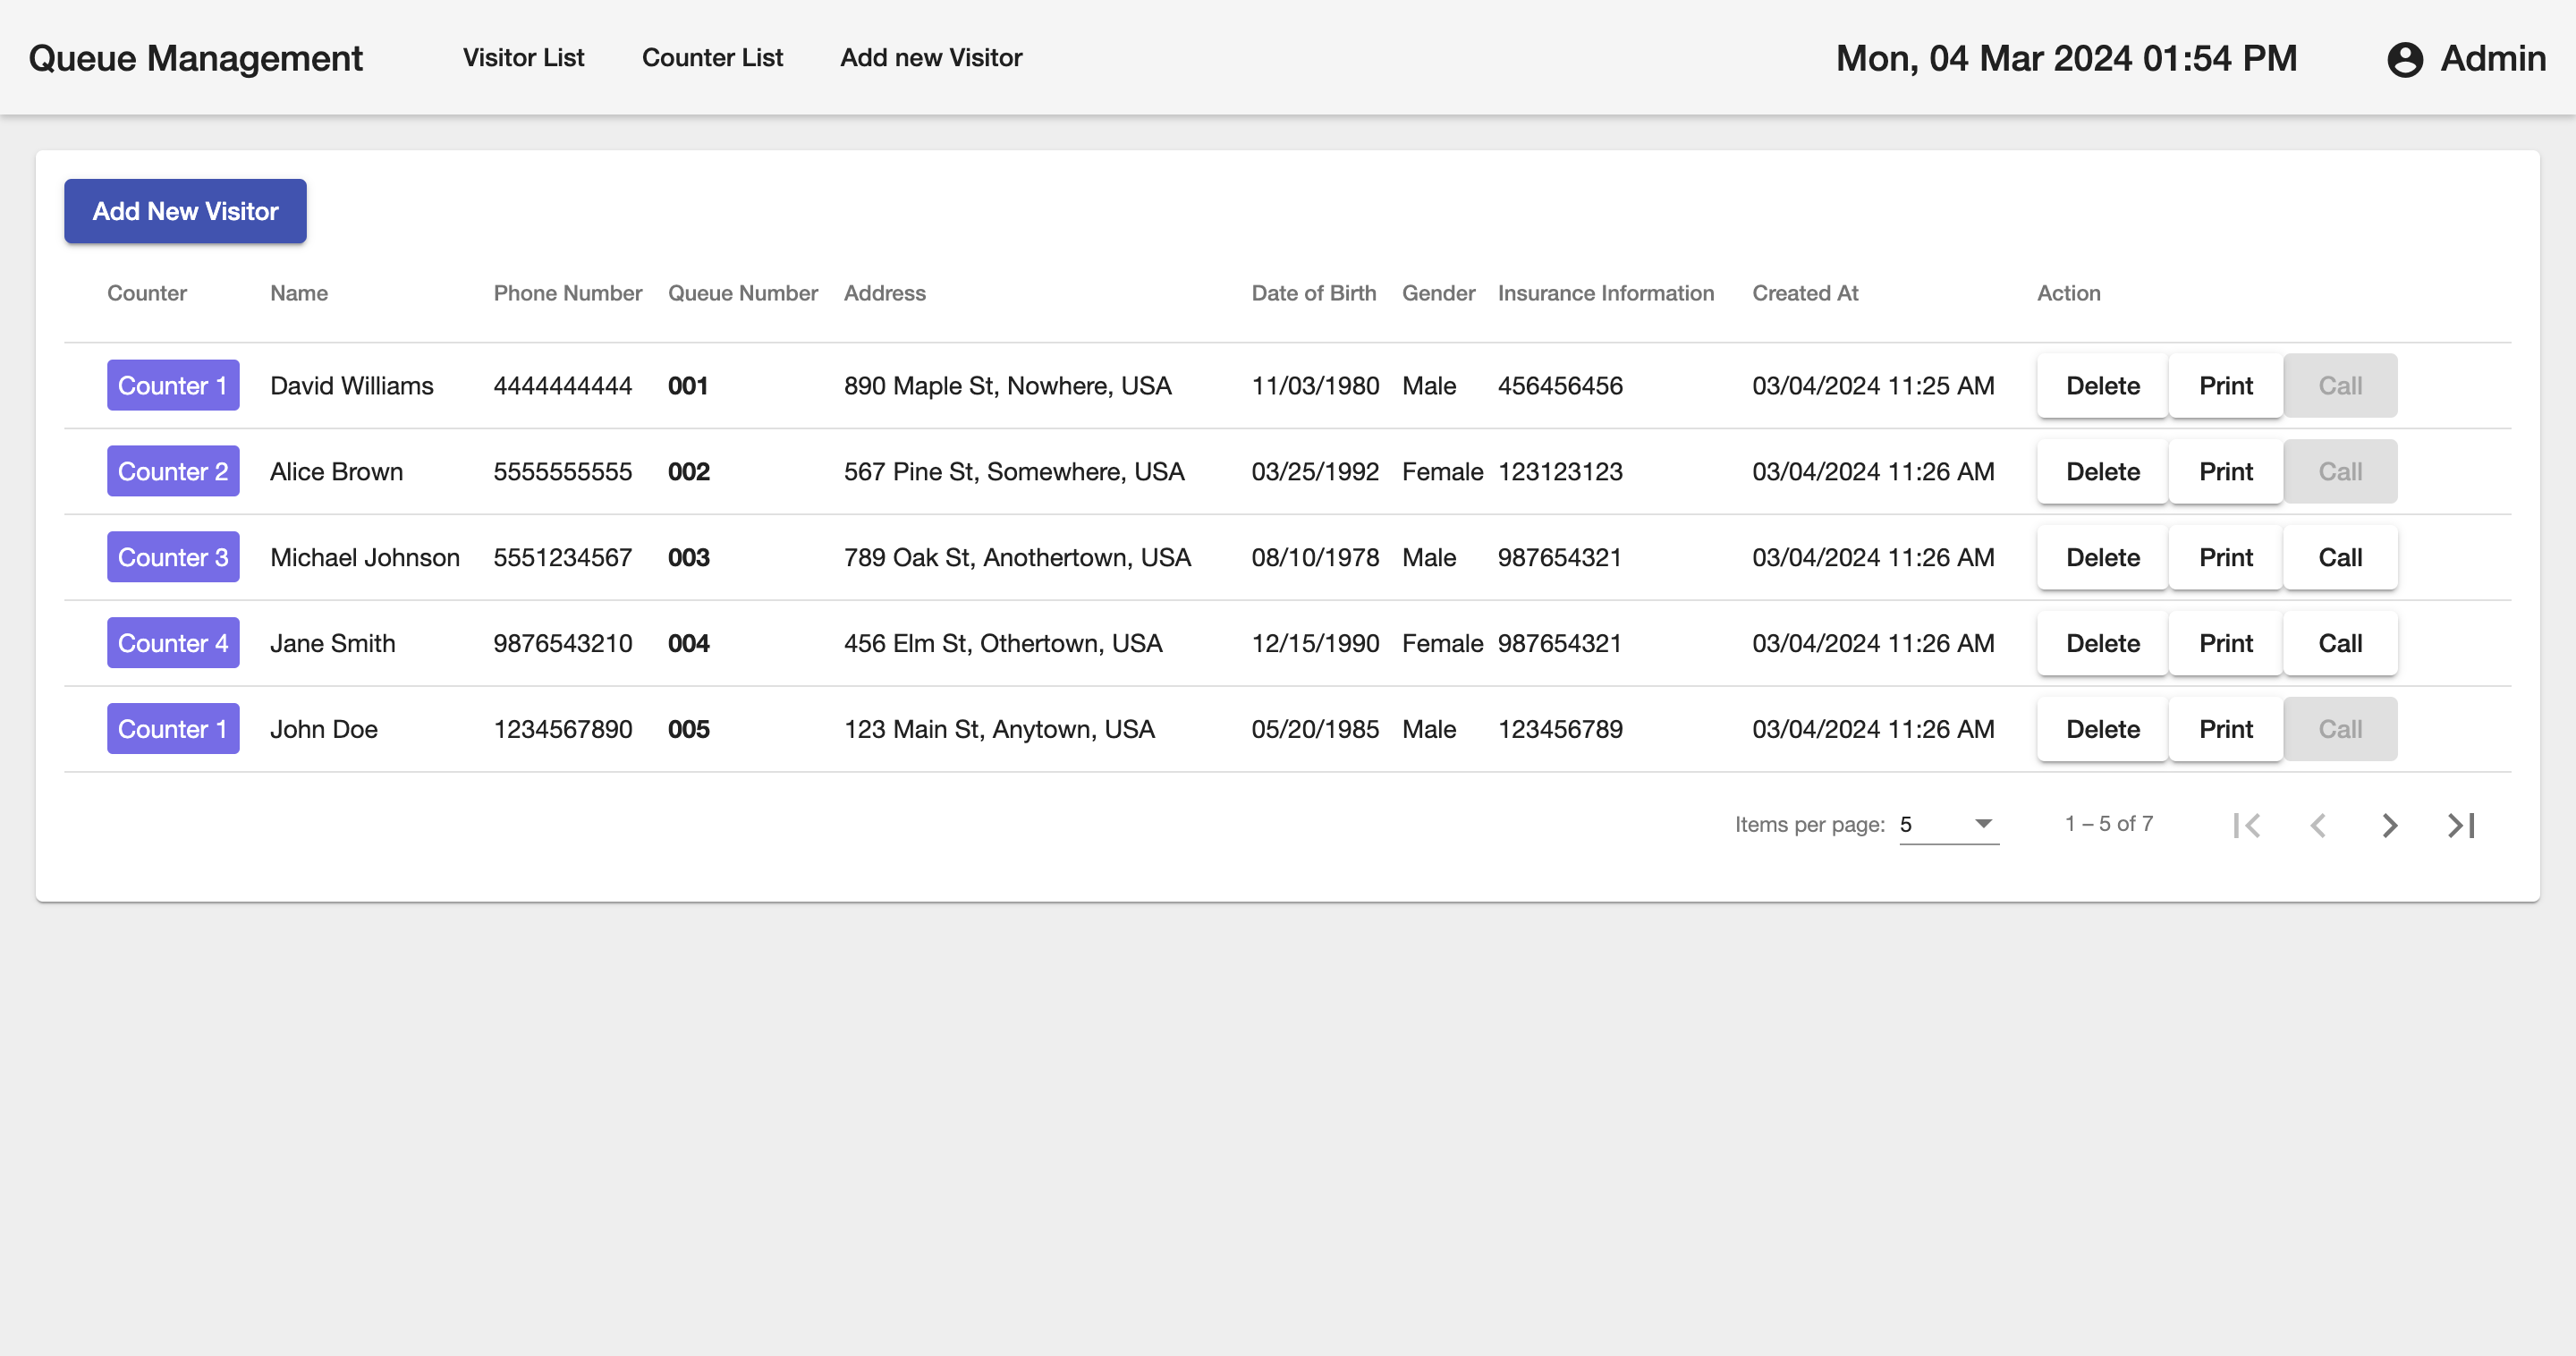 Queue Management Visitor List Counter List Add new Visitor Mon, 04 Mar 2024 01:54 PM Admin
Add New Visitor
Counter Name Phone Number Queue Number Address Date of Birth Gender Insurance Information Created At Action
Counter 1 David Williams 4444444444 001 890 Maple St, Nowhere, USA 11/03/1980 Male 456456456 03/04/2024 11:25 AM Delete Print Call
Counter 2 Alice Brown 5555555555 002 567 Pine St, Somewhere, USA 03/25/1992 Female 123123123 03/04/2024 11:26 AM Delete Print Call
Counter 3 Michael Johnson 5551234567 003 789 Oak St, Anothertown, USA 08/10/1978 Male 987654321 03/04/2024 11:26 AM Delete Print Call
Counter 4 Jane Smith 9876543210 004 456 Elm St, Othertown, USA 12/15/1990 Female 987654321 03/04/2024 11:26 AM Delete Print Call
Counter 1 John Doe 1234567890 005 123 Main St, Anytown, USA 05/20/1985 Male 123456789 03/04/2024 11:26 AM Delete Print Call
Items per page: 5 1 – 5 of 7